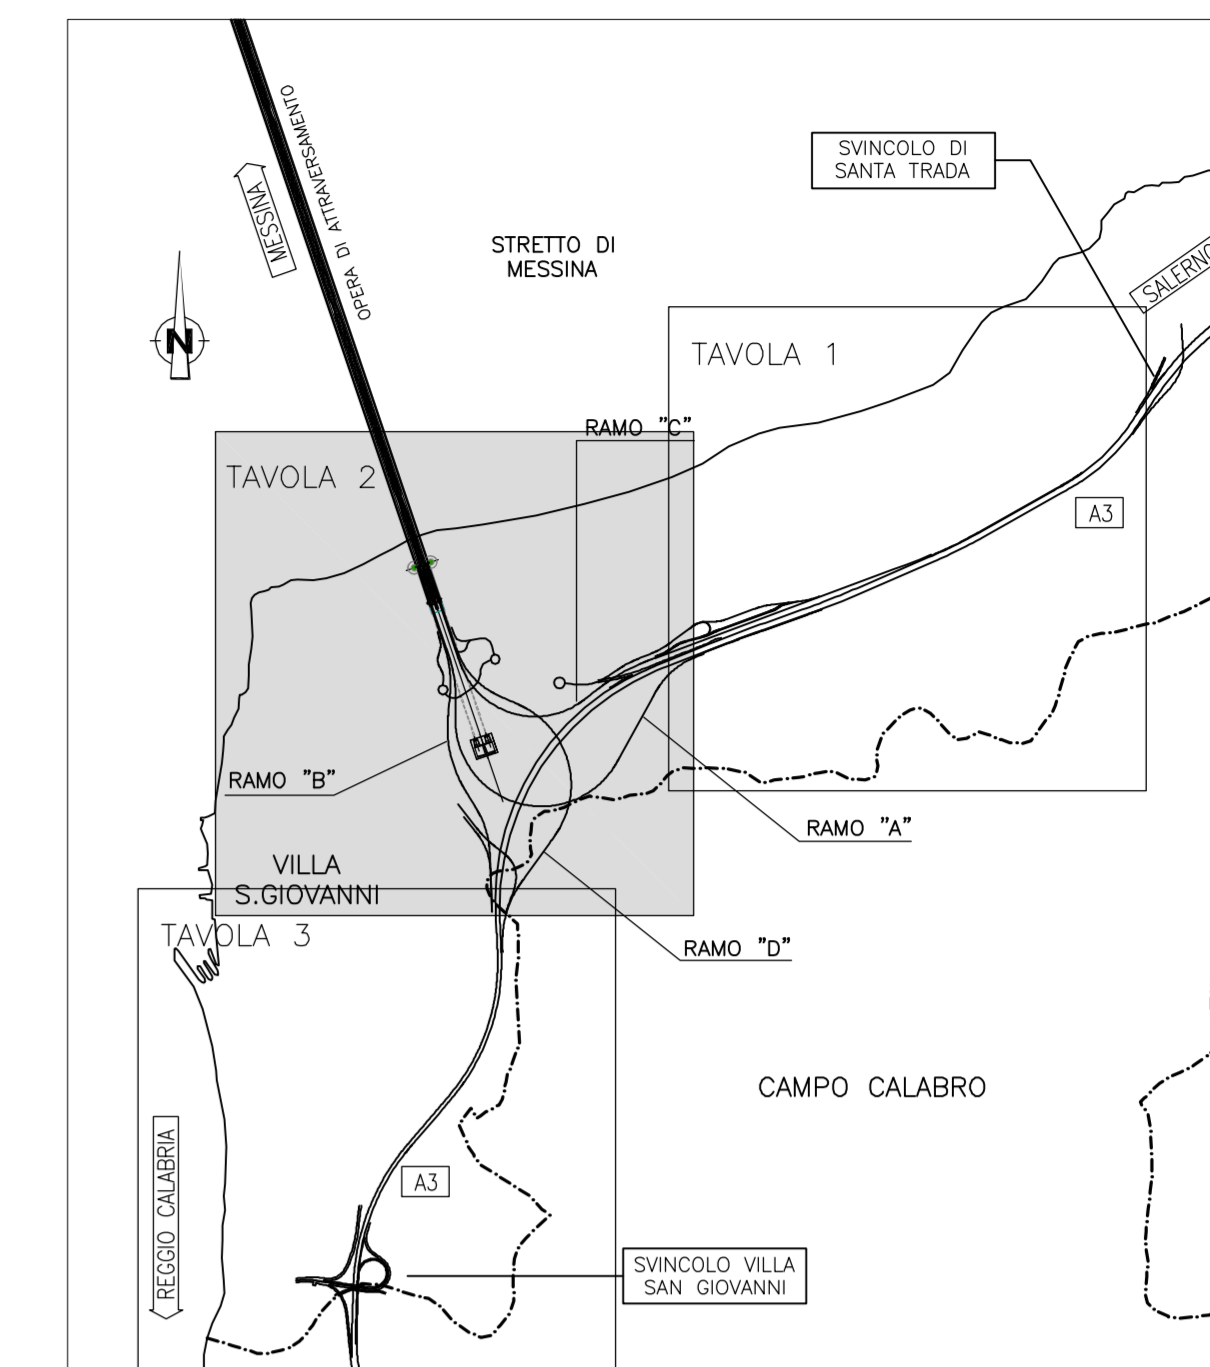 OPERA DI ATTRAVERSAMENTO
MESSINA
SVINCOLO DI
SANTA TRADA
STRETTO DI
MESSINA
SALERNO
N
TAVOLA 1
RAMO "C"
TAVOLA 2
A3
RAMO "B"
RAMO "A"
VILLA
S.GIOVANNI
TAVOLA 3
RAMO "D"
CAMPO CALABRO
A3
REGGIO CALABRIA
SVINCOLO VILLA
SAN GIOVANNI